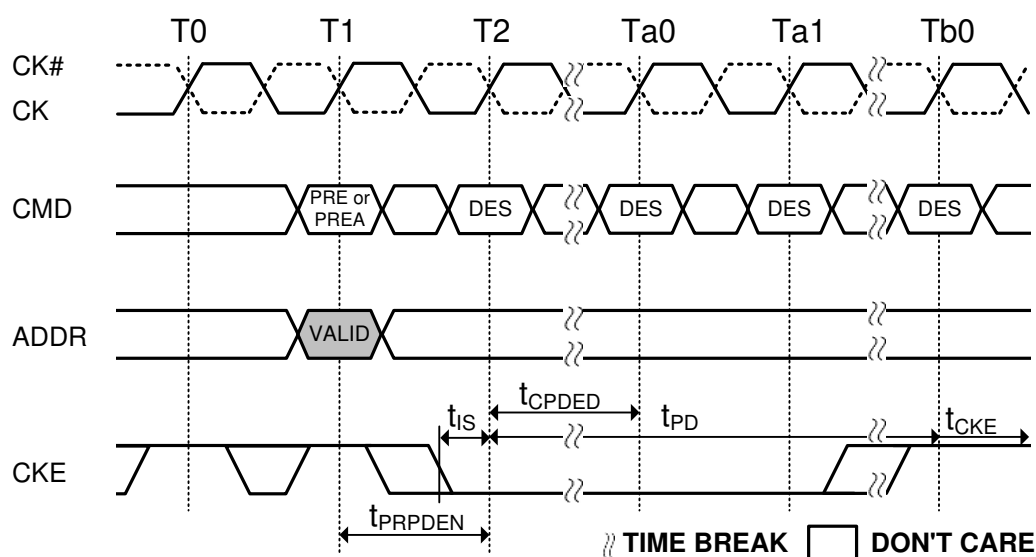 T0 T1 T2 Ta0 Ta1 Tb0
CK#
CK
CMD PRE or PREA DES DES DES DES
ADDR VALID
tIS tCPDED tPD tCKE
CKE
tPRPDEN
TIME BREAK DON'T CARE